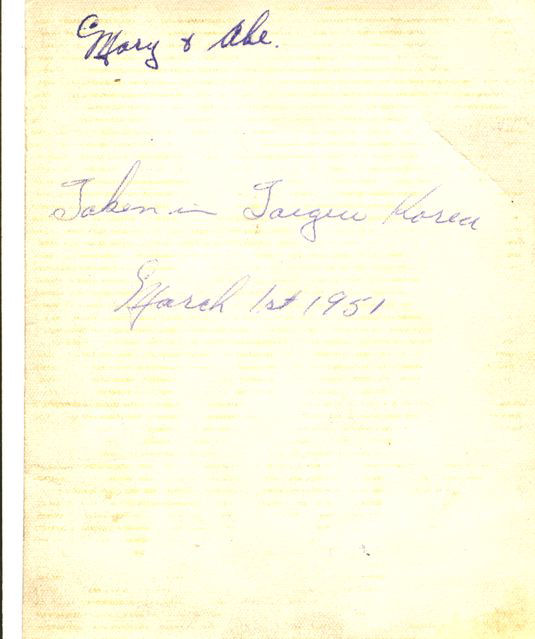 Mary & Abe.
Taken in Taegu Korea
March 1st 1951